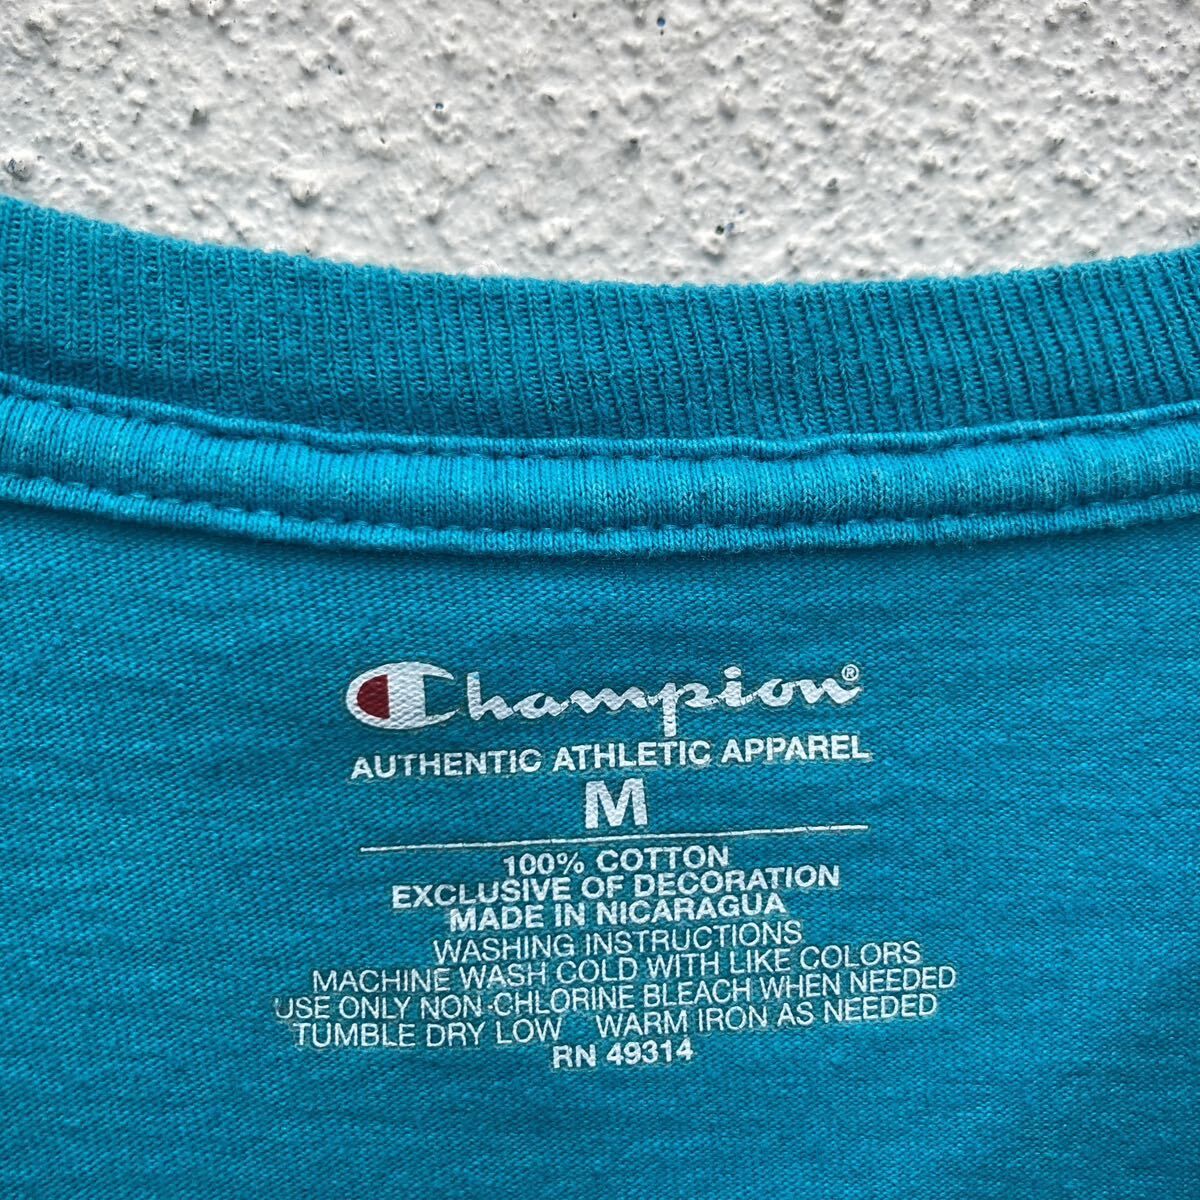 Champion®
AUTHENTIC ATHLETIC APPAREL
M
100% COTTON
EXCLUSIVE OF DECORATION
MADE IN NICARAGUA
WASHING INSTRUCTIONS
MACHINE WASH COLD WITH LIKE COLORS
USE ONLY NON-CHLORINE BLEACH WHEN NEEDED
TUMBLE DRY LOW WARM IRON AS NEEDED
RN 49314